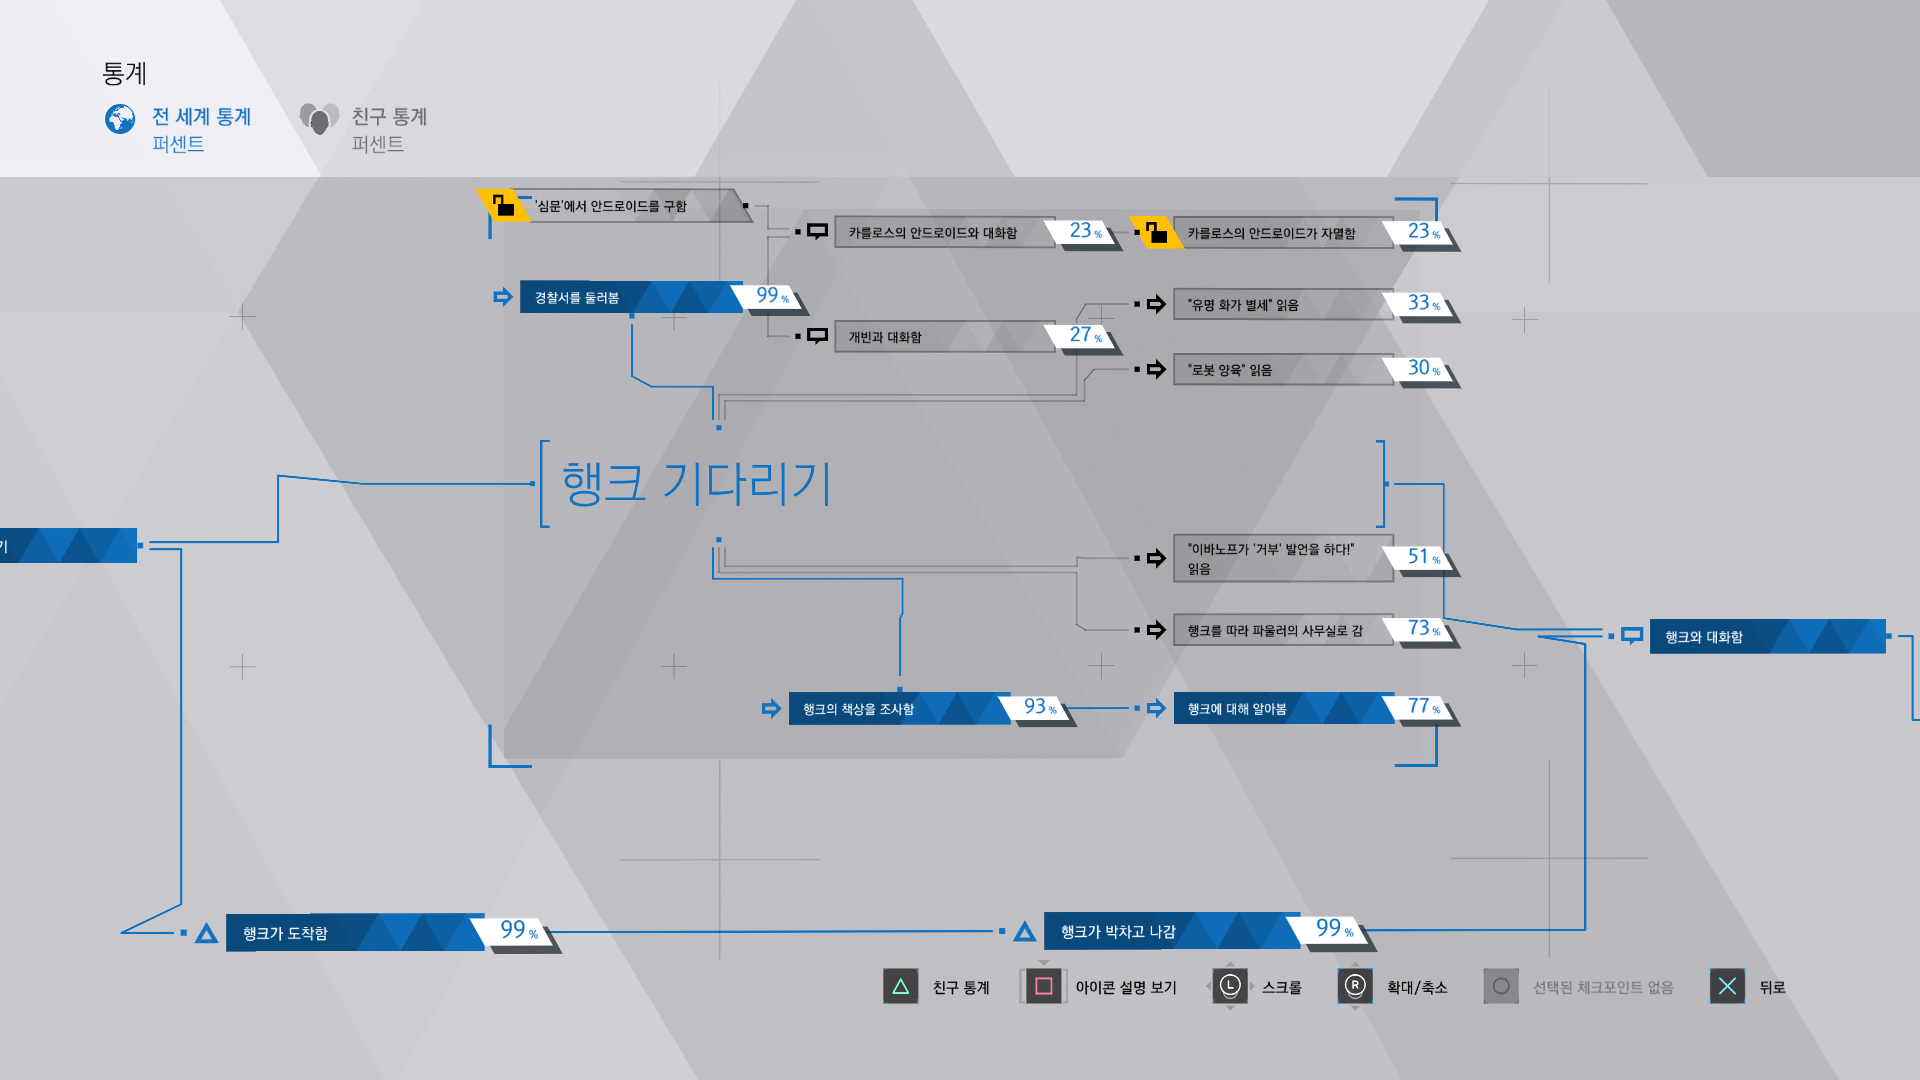 통계
전 세계 통계
퍼센트
친구 통계
퍼센트
'심문'에서 안드로이드를 구함
카를로스의 안드로이드와 대화함
23 %
카를로스의 안드로이드가 자멸함
23 %
경찰서를 둘러봄
99 %
"유명 화가 별세" 읽음
33 %
개빈과 대화함
27 %
"로봇 양육" 읽음
30 %
행크 기다리기
기
"이바노프가 '거부' 발언을 하다!"
읽음
51 %
행크를 따라 파울러의 사무실로 감
73 %
행크와 대화함
행크의 책상을 조사함
93 %
행크에 대해 알아봄
77 %
행크가 도착함
99 %
행크가 박차고 나감
99 %
친구 통계
아이콘 설명 보기
L
스크롤
R
확대/축소
선택된 체크포인트 없음
뒤로